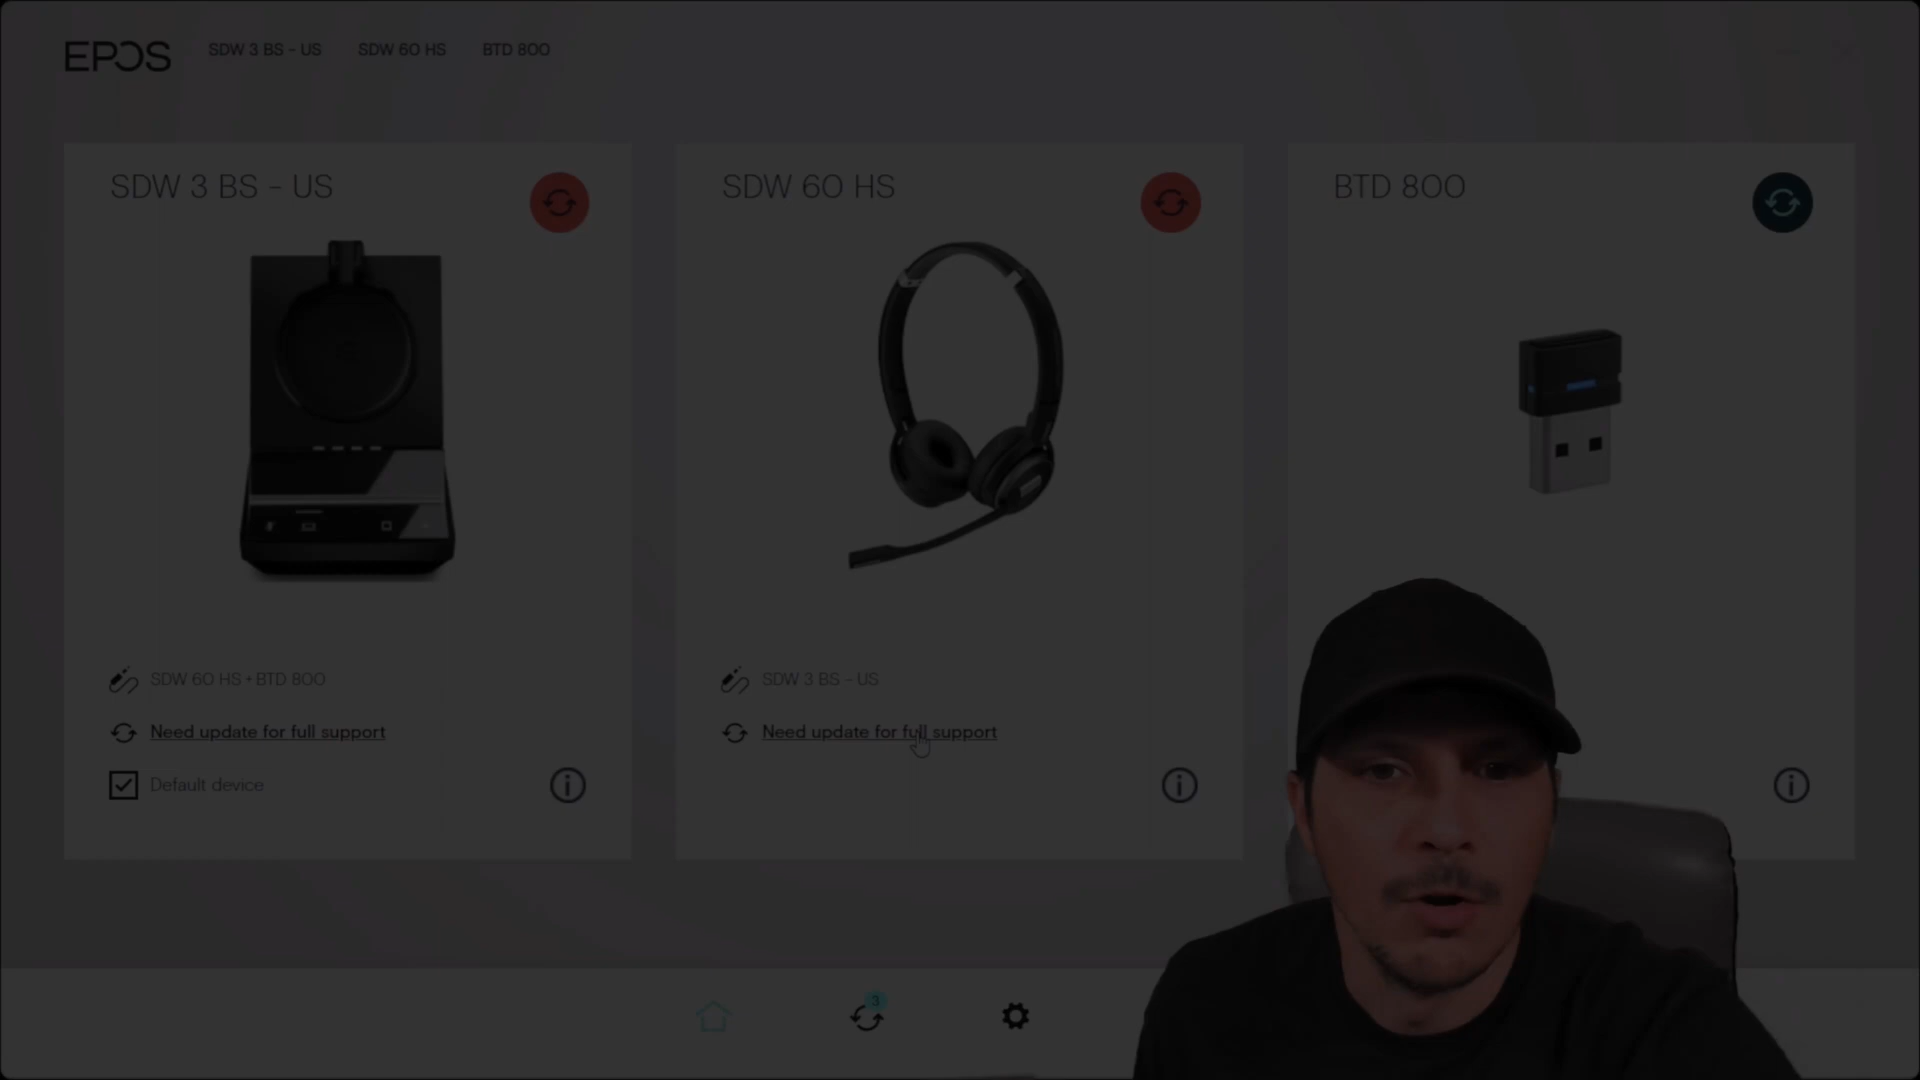 EPOS
SDW 3 BS - US
SDW 60 HS
BTD 800
SDW 3 BS - US
SDW 60 HS
BTD 800
SDW 60 HS + BTD 800
SDW 3 BS - US
Need update for full support
Need update for full support
Default device
3